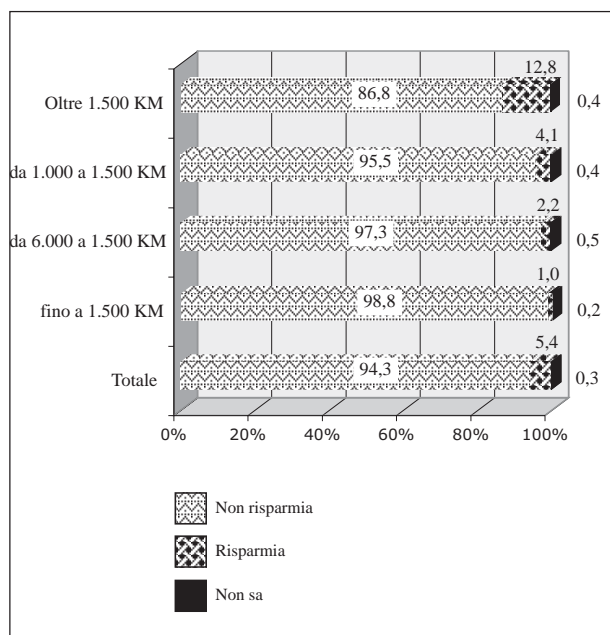 12,8
Oltre 1.500 KM 86,8 0,4
4,1
da 1.000 a 1.500 KM 95,5 0,4
2,2
da 6.000 a 1.500 KM 97,3 0,5
1,0
fino a 1.500 KM 98,8 0,2
5,4
Totale 94,3 0,3
0% 20% 40% 60% 80% 100%
Non risparmia
Risparmia
Non sa